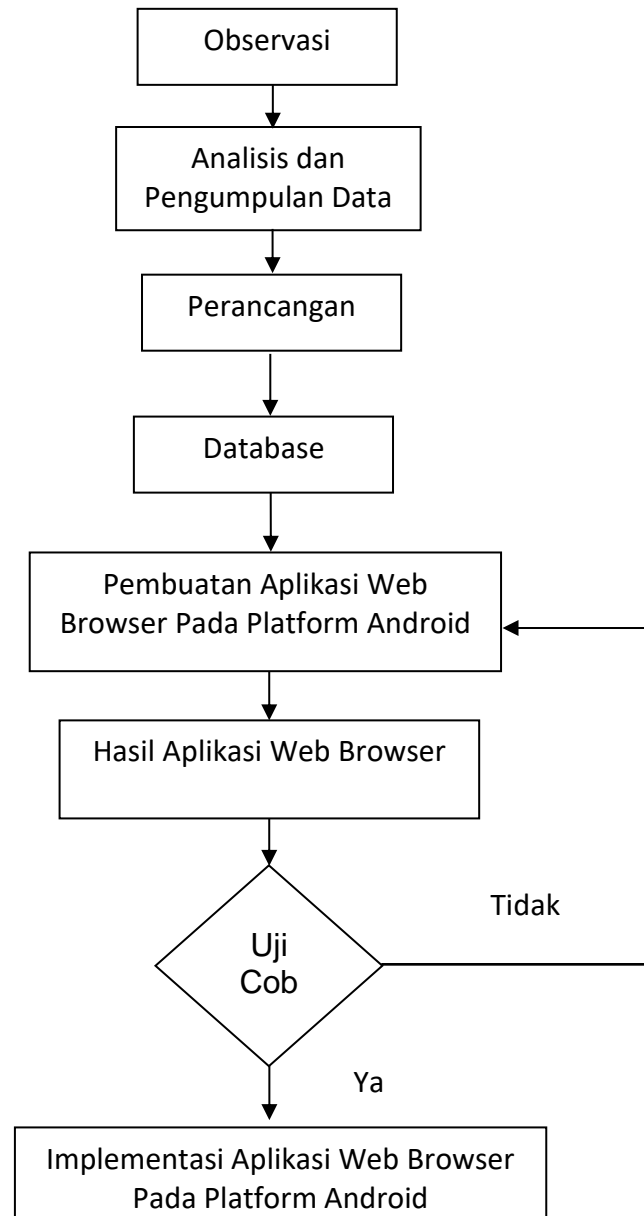 Observasi
Analisis dan
Pengumpulan Data
Perancangan
Database
Pembuatan Aplikasi Web
Browser Pada Platform Android
Hasil Aplikasi Web Browser
Tidak
Uji
Cob
Ya
Implementasi Aplikasi Web Browser
Pada Platform Android